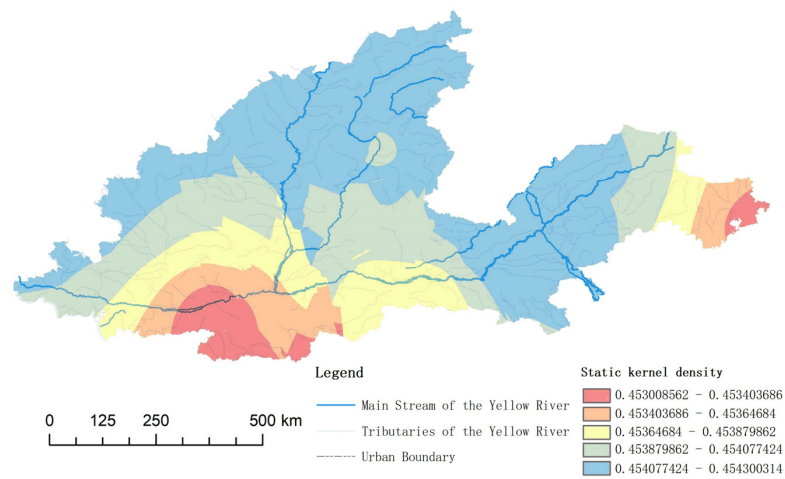 Legend
Main Stream of the Yellow River
Tributaries of the Yellow River
Urban Boundary
0 125 250 500 km
Static kernel density
0.453008562 - 0.453403686
0.453403686 - 0.45364684
0.45364684 - 0.453879862
0.453879862 - 0.454077424
0.454077424 - 0.454300314